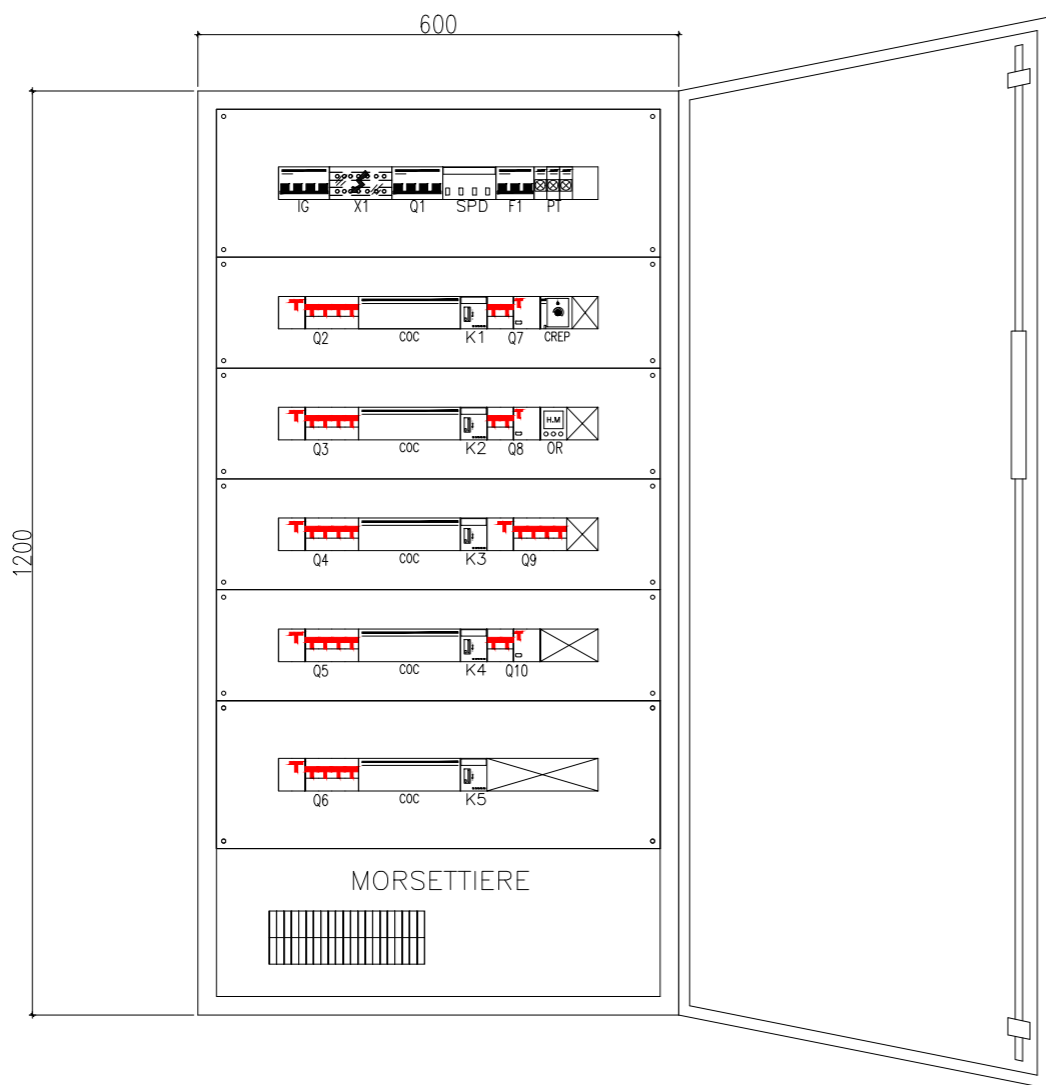 600
1200
IG X1 Q1 SPD F1 PT
Q2 COC K1 Q7 CREP
H.M
Q3 COC K2 Q8 OR
Q4 COC K3 Q9
Q5 COC K4 Q10
Q6 COC K5
MORSETTIERE